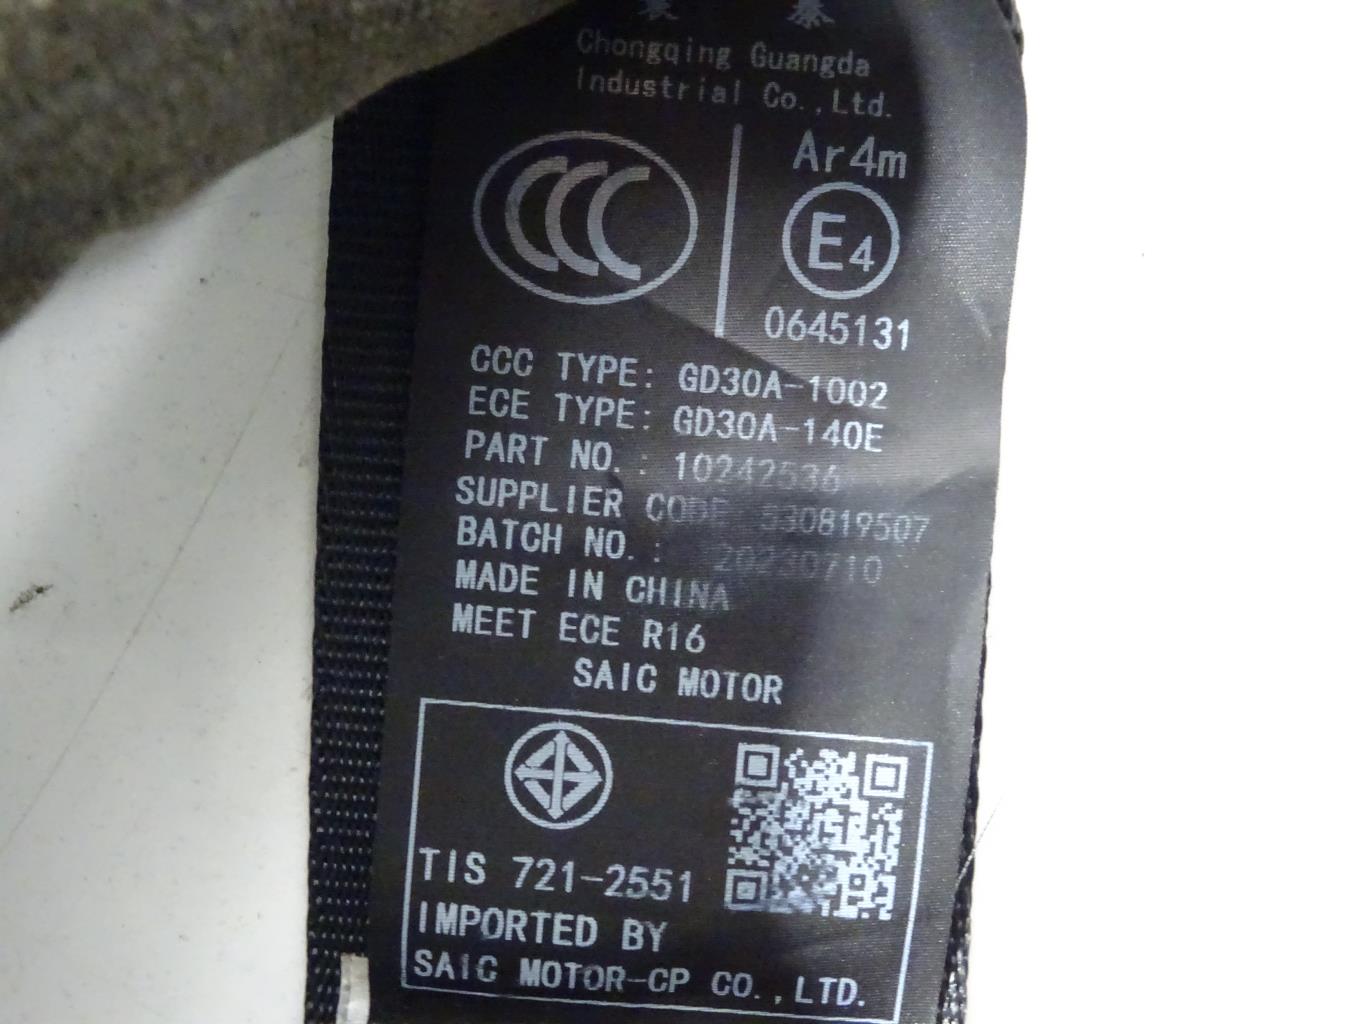 Chongqing Guangda
Industrial Co.,Ltd.
CCC
Ar4m
E4
0645131
CCC TYPE: GD30A-1002
ECE TYPE: GD30A-140E
PART NO.: 10242536
SUPPLIER CODE 530819507
BATCH NO.: 20230710
MADE IN CHINA
MEET ECE R16
SAIC MOTOR
TIS 721-2551
IMPORTED BY
SAIC MOTOR-CP CO.,LTD.